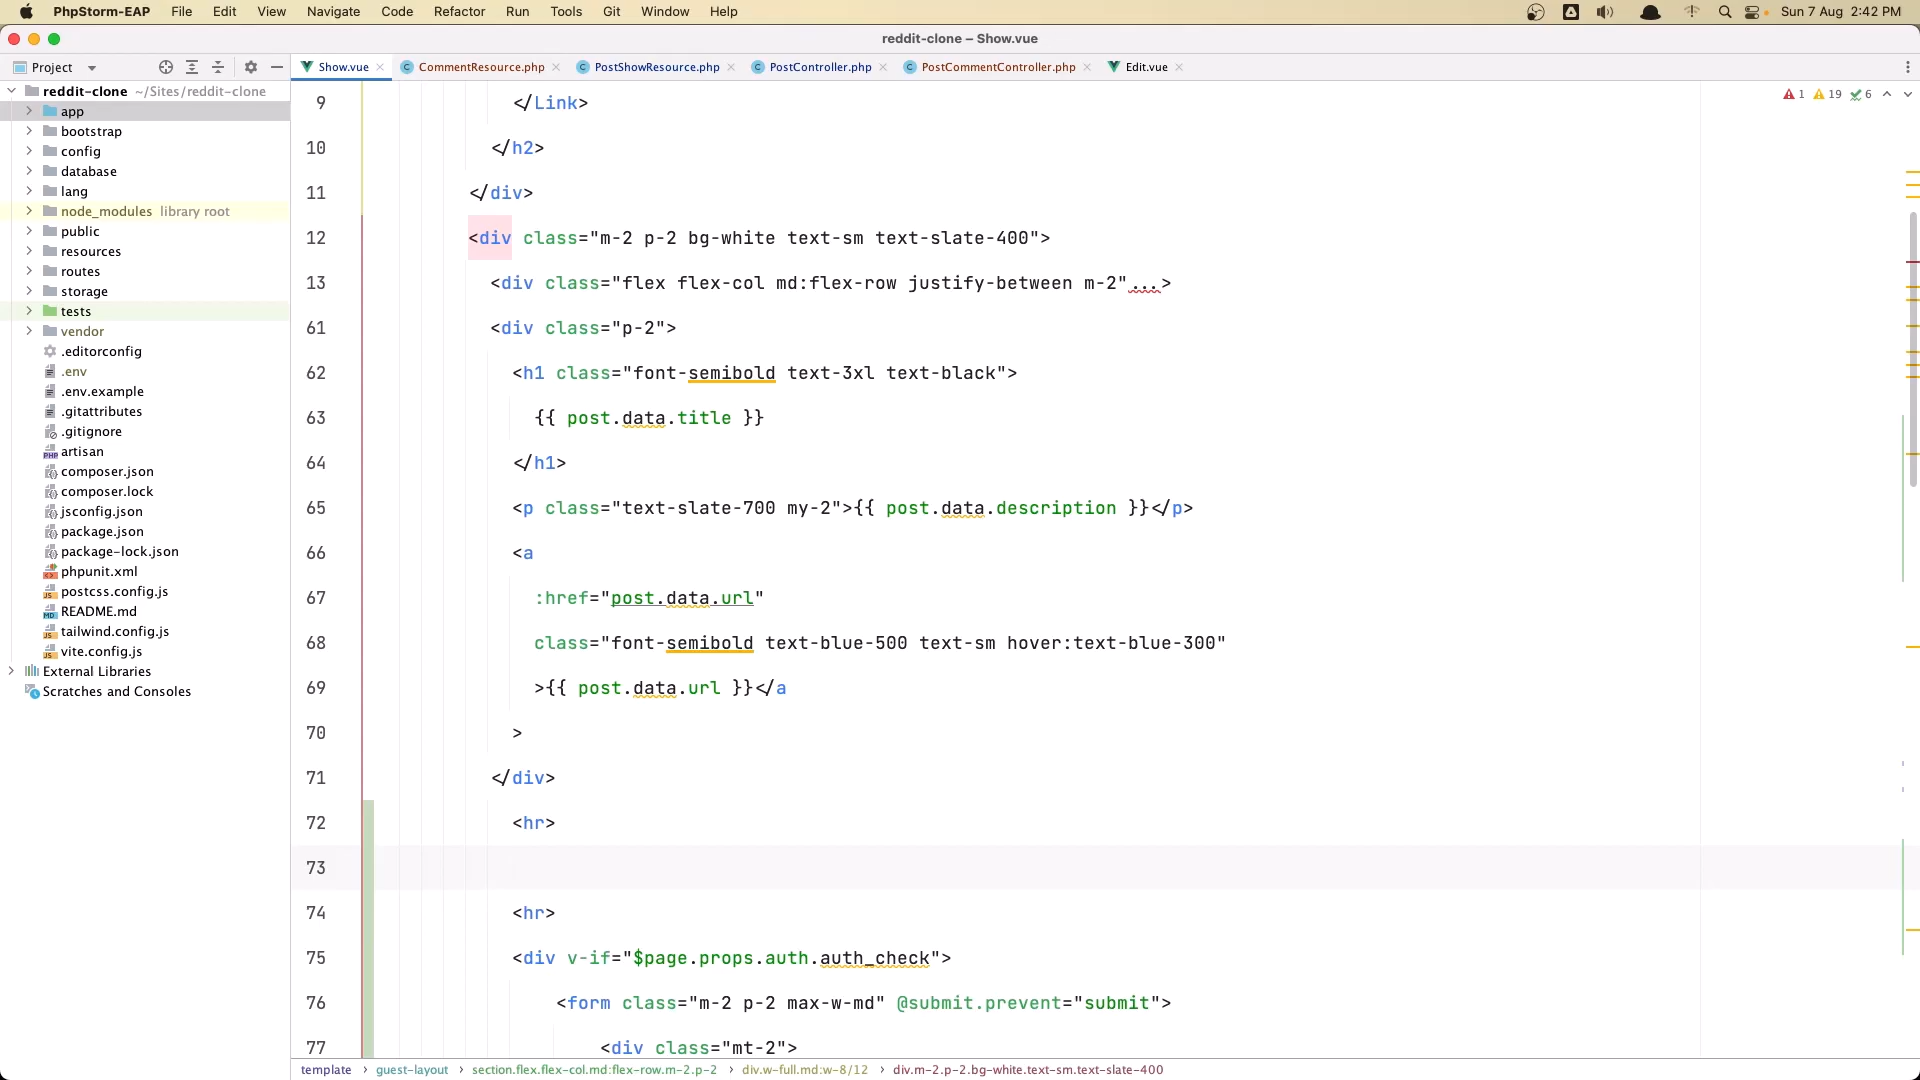 PhpStorm-EAP File Edit View Navigate Code Refactor Run Tools Git Window Help Sun 7 Aug 2:42 PM
reddit-clone – Show.vue
Project Show.vue CommentResource.php PostShowResource.php PostController.php PostCommentController.php Edit.vue
reddit-clone ~/Sites/reddit-clone
app
bootstrap
config
database
lang
node_modules library root
public
resources
routes
storage
tests
vendor
.editorconfig
.env
.env.example
.gitattributes
.gitignore
artisan
composer.json
composer.lock
jsconfig.json
package.json
package-lock.json
phpunit.xml
postcss.config.js
README.md
tailwind.config.js
vite.config.js
External Libraries
Scratches and Consoles
1 19 6
9 </Link>
10 </h2>
11 </div>
12 <div class="m-2 p-2 bg-white text-sm text-slate-400">
13 <div class="flex flex-col md:flex-row justify-between m-2"...>
61 <div class="p-2">
62 <h1 class="font-semibold text-3xl text-black">
63 {{ post.data.title }}
64 </h1>
65 <p class="text-slate-700 my-2">{{ post.data.description }}</p>
66 <a
67 :href="post.data.url"
68 class="font-semibold text-blue-500 text-sm hover:text-blue-300"
69 >{{ post.data.url }}</a
70 >
71 </div>
72 <hr>
73
74 <hr>
75 <div v-if="$page.props.auth.auth_check">
76 <form class="m-2 p-2 max-w-md" @submit.prevent="submit">
77 <div class="mt-2">
template › guest-layout › section.flex.flex-col.md:flex-row.m-2.p-2 › div.w-full.md:w-8/12 › div.m-2.p-2.bg-white.text-sm.text-slate-400